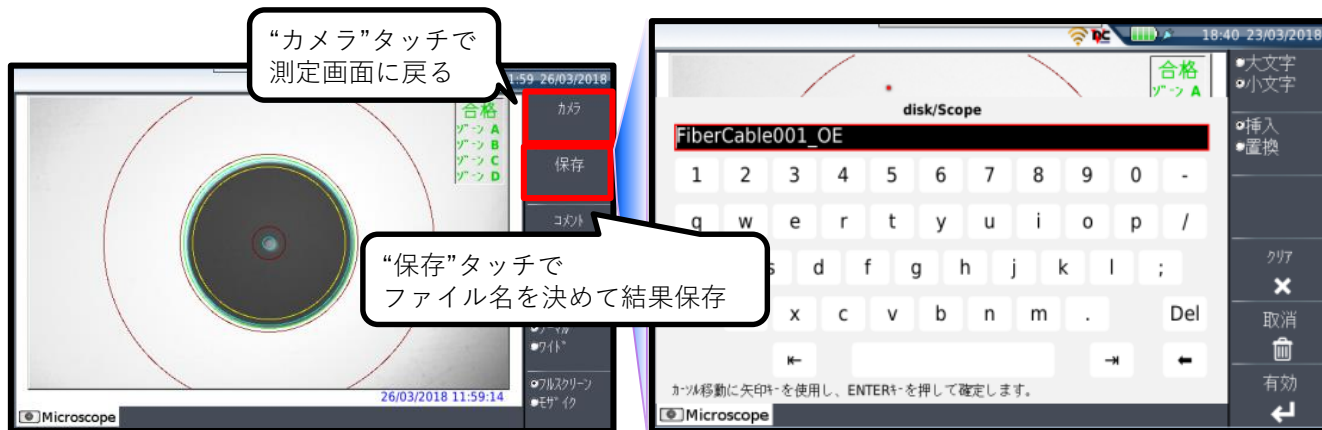 “カメラ”タッチで
測定画面に戻る
1:59 26/03/2018
カメラ
合格
ゾーン A
ゾーン B
ゾーン C
ゾーン D
保存
コメント
“保存”タッチで
ファイル名を決めて結果保存
ワイド
フルスクリーン
モザイク
26/03/2018 11:59:14
Microscope
18:40 23/03/2018
合格
ゾーン A
大文字
小文字
disk/Scope
挿入
置換
FiberCable001_OE
1 2 3 4 5 6 7 8 9 0 -
q w e r t y u i o p /
d f g h j k l ;
x c v b n m . Del
クリア
取消
有効
カーソル移動に矢印キーを使用し、ENTERキーを押して確定します。
Microscope